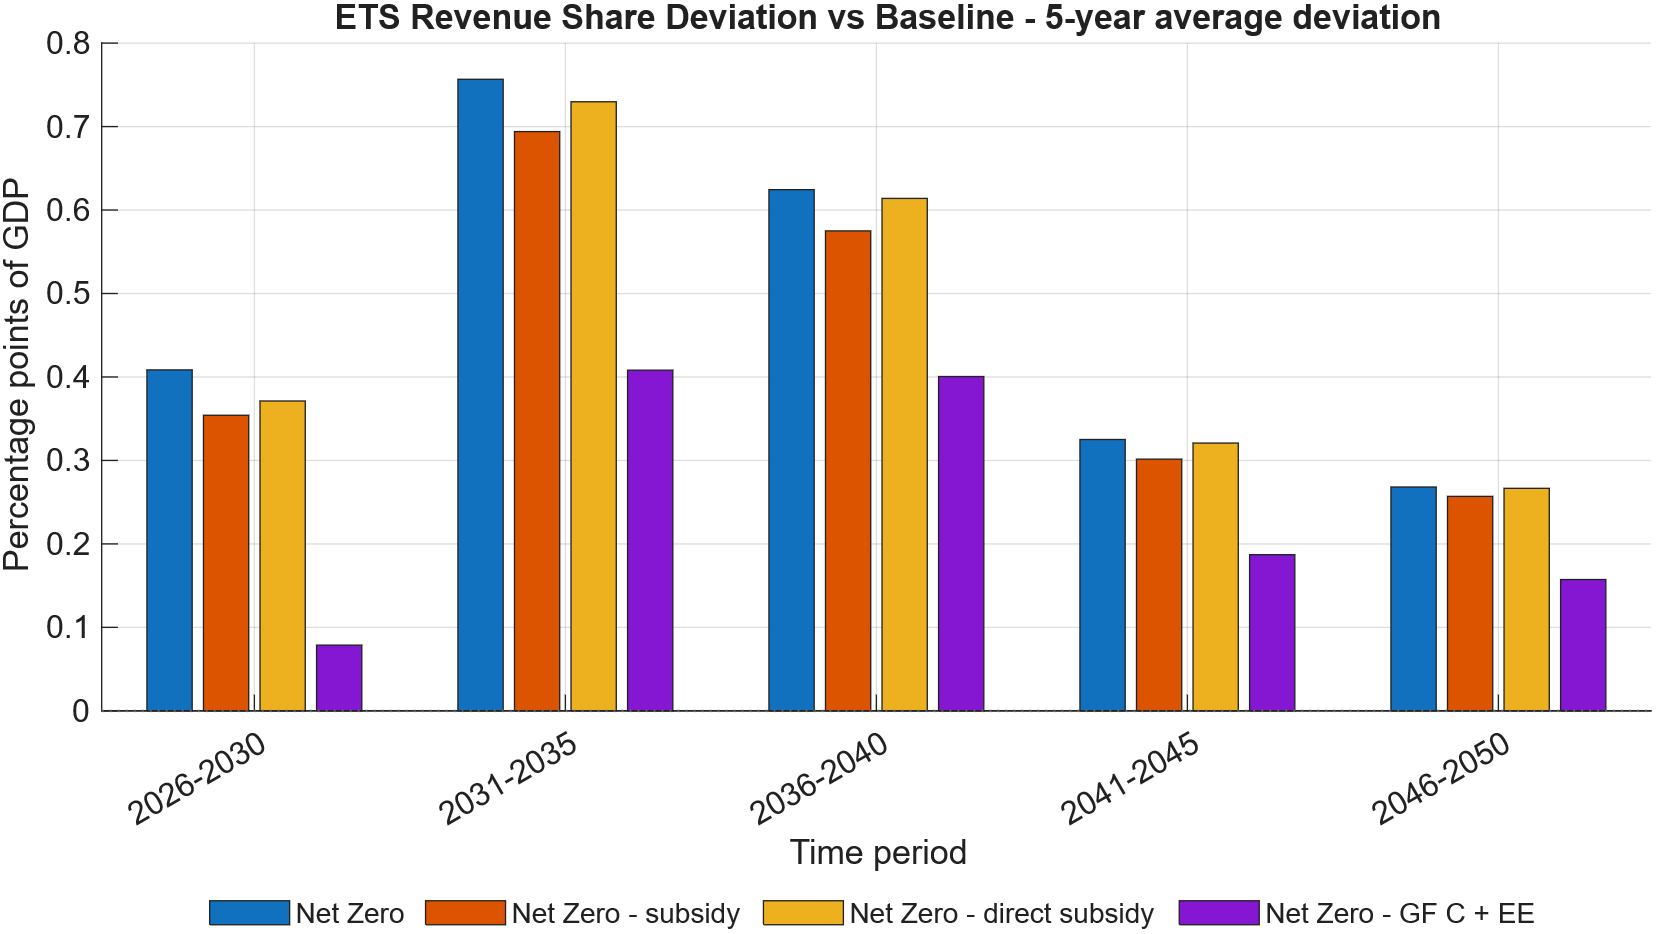 ETS Revenue Share Deviation vs Baseline - 5-year average deviation
Percentage points of GDP
0.8
0.7
0.6
0.5
0.4
0.3
0.2
0.1
0
2026-2030
2031-2035
2036-2040
2041-2045
2046-2050
Time period
Net Zero
Net Zero - subsidy
Net Zero - direct subsidy
Net Zero - GF C + EE